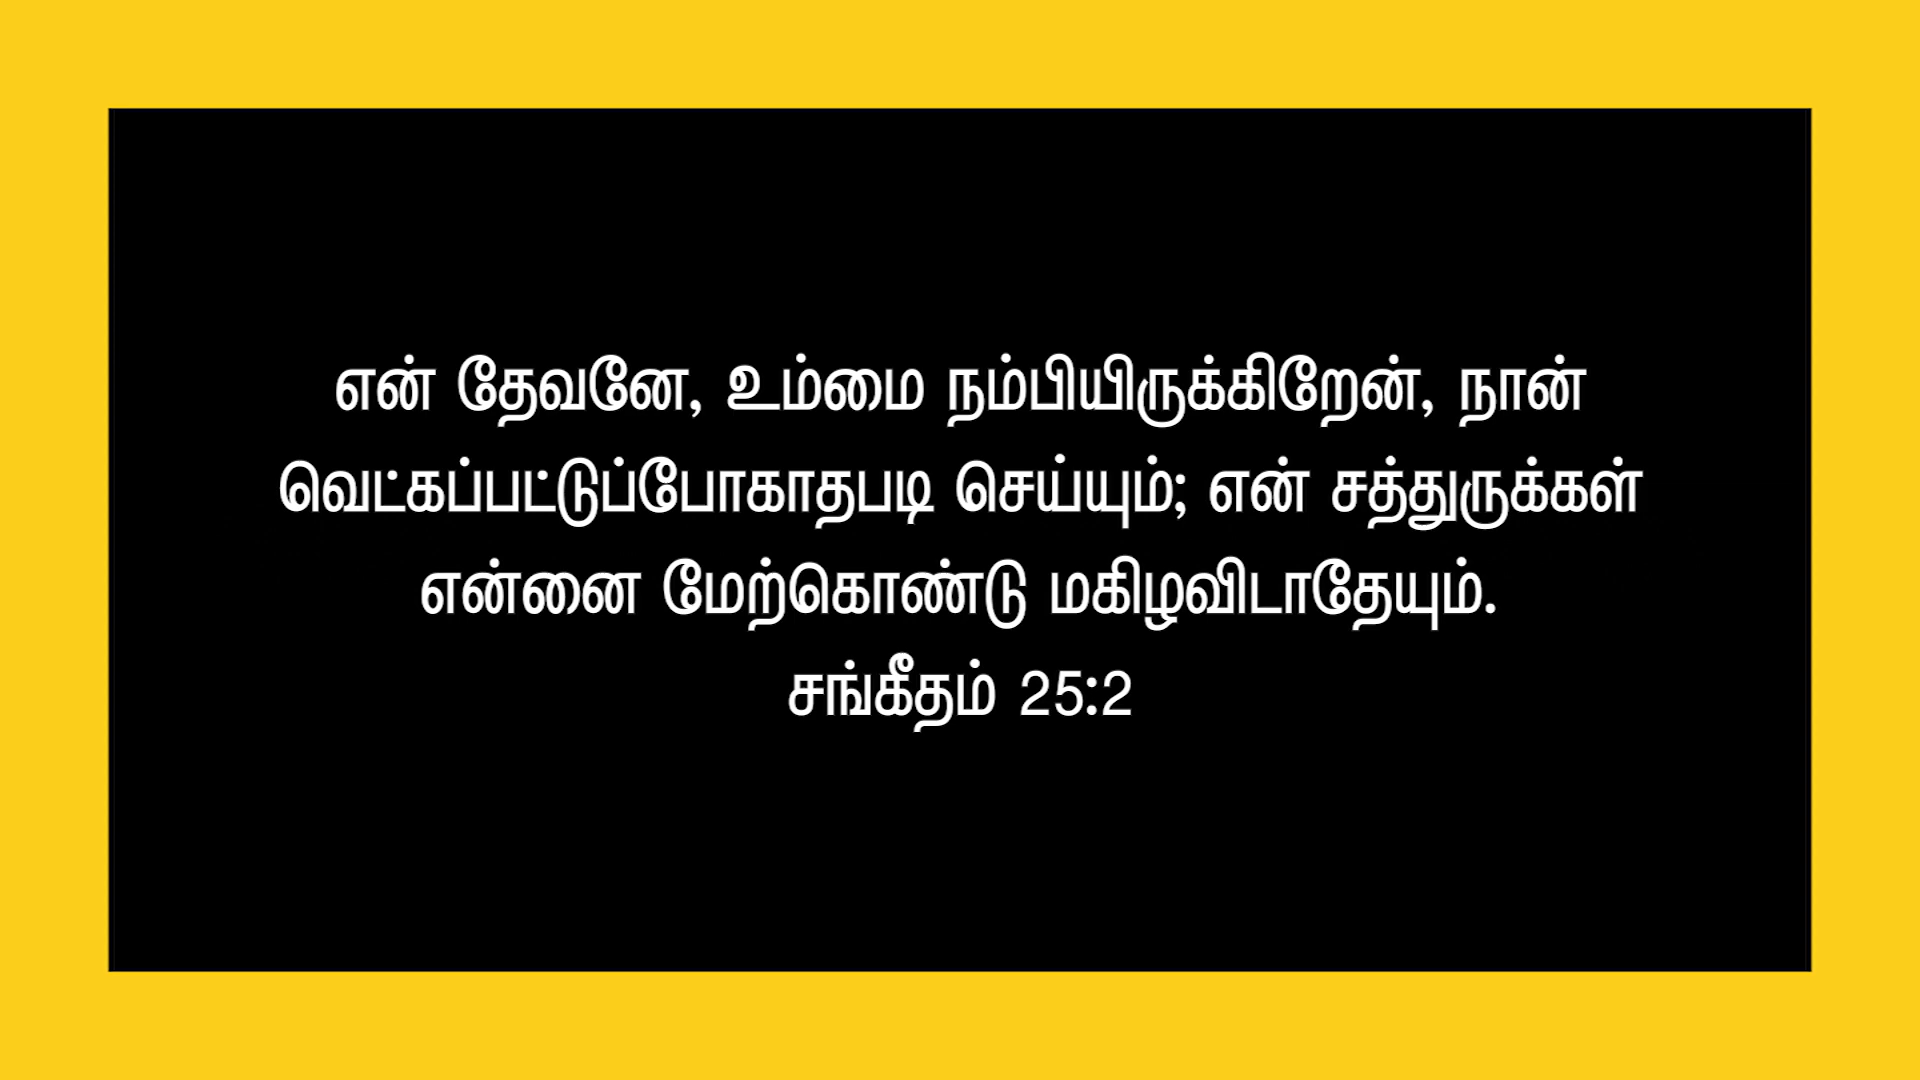 என் தேவனே, உம்மை நம்பியிருக்கிறேன், நான்
வெட்கப்பட்டுப்போகாதபடி செய்யும்; என் சத்துருக்கள்
என்னை மேற்கொண்டு மகிழவிடாதேயும்.
சங்கீதம் 25:2